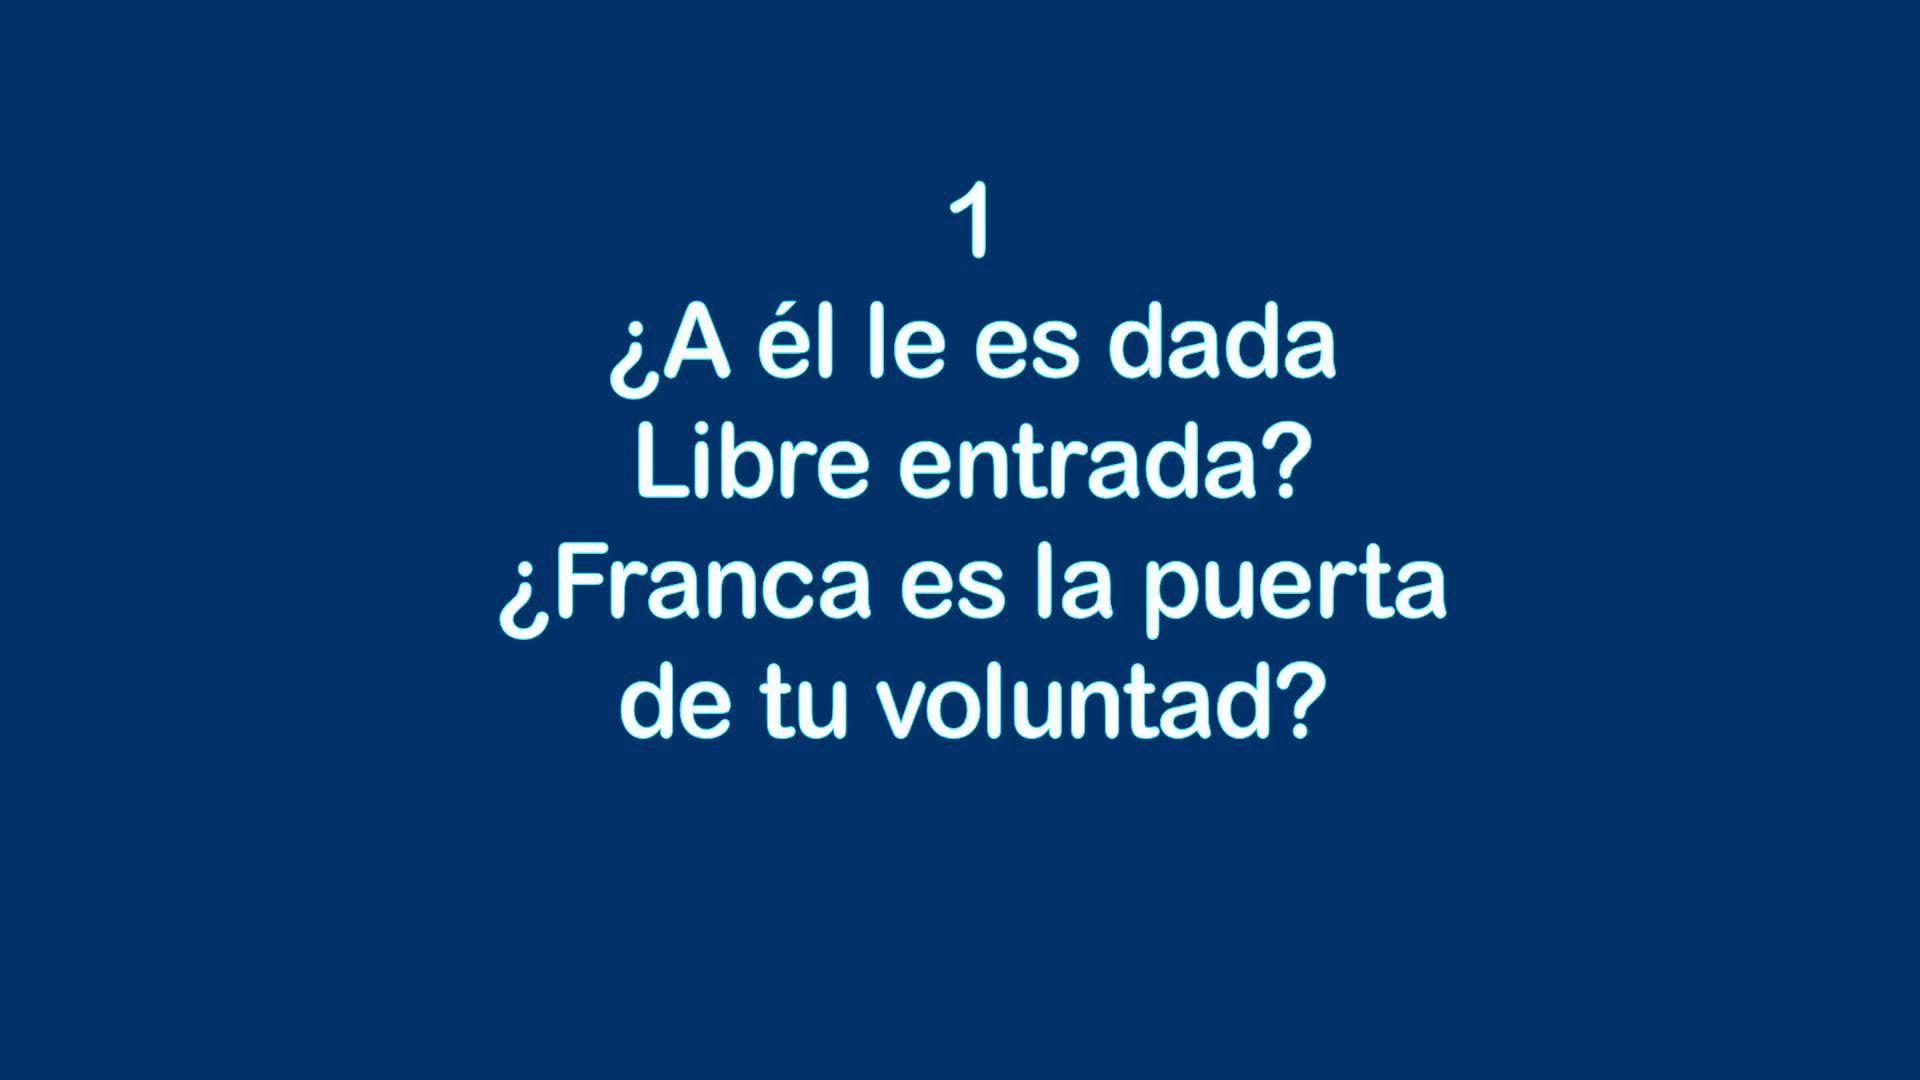 1
¿A él le es dada
Libre entrada?
¿Franca es la puerta
de tu voluntad?